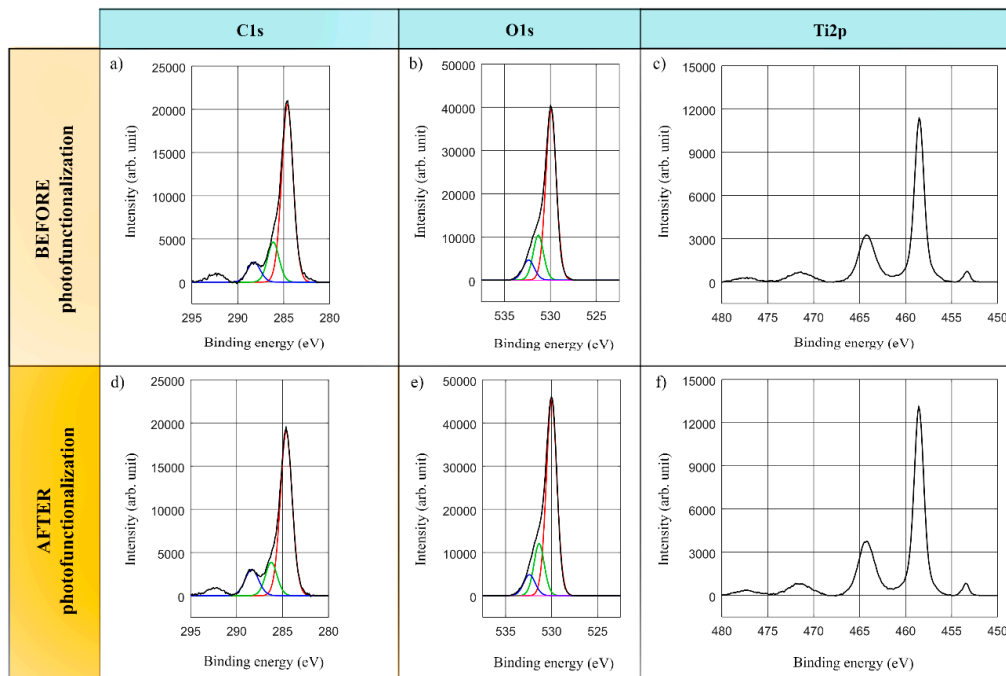 C1s
O1s
Ti2p
BEFORE
photofunctionalization
a)
Intensity (arb. unit)
25000
20000
15000
10000
5000
0
295
290
285
280
Binding energy (eV)
b)
Intensity (arb. unit)
50000
40000
30000
20000
10000
0
535
530
525
Binding energy (eV)
c)
Intensity (arb. unit)
15000
12000
9000
6000
3000
0
480
475
470
465
460
455
450
Binding energy (eV)
AFTER
photofunctionalization
d)
Intensity (arb. unit)
25000
20000
15000
10000
5000
0
295
290
285
280
Binding energy (eV)
e)
Intensity (arb. unit)
50000
40000
30000
20000
10000
0
535
530
525
Binding energy (eV)
f)
Intensity (arb. unit)
15000
12000
9000
6000
3000
0
480
475
470
465
460
455
450
Binding energy (eV)